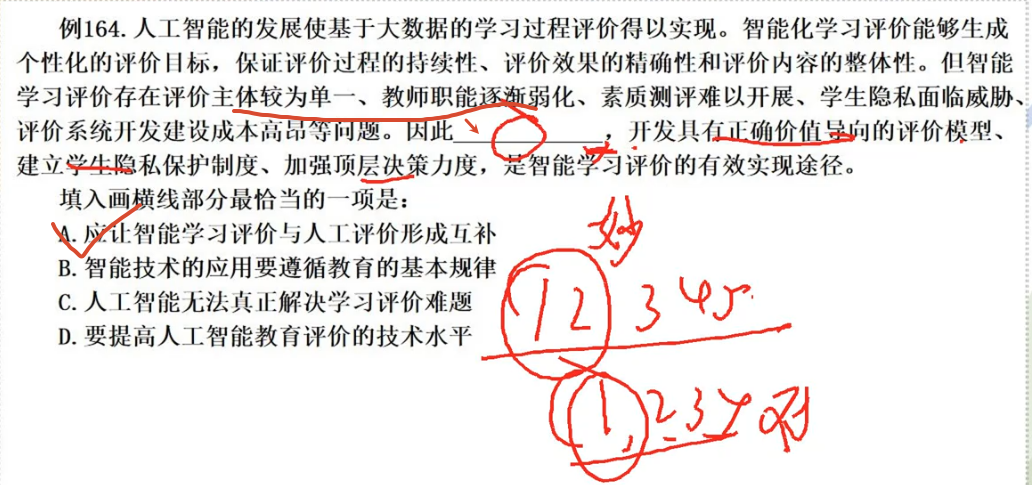 例164. 人工智能的发展使基于大数据的学习过程评价得以实现。智能化学习评价能够生成
个性化的评价目标，保证评价过程的持续性、评价效果的精确性和评价内容的整体性。但智能
学习评价存在评价主体较为单一、教师职能逐渐弱化、素质测评难以开展、学生隐私面临威胁、
评价系统开发建设成本高昂等问题。因此____________，开发具有正确价值导向的评价模型、
建立学生隐私保护制度、加强顶层决策力度，是智能学习评价的有效实现途径。
填入画横线部分最恰当的一项是：
A. 应让智能学习评价与人工评价形成互补
B. 智能技术的应用要遵循教育的基本规律
C. 人工智能无法真正解决学习评价难题
D. 要提高人工智能教育评价的技术水平
12 3 4 5
1, 2 3 4